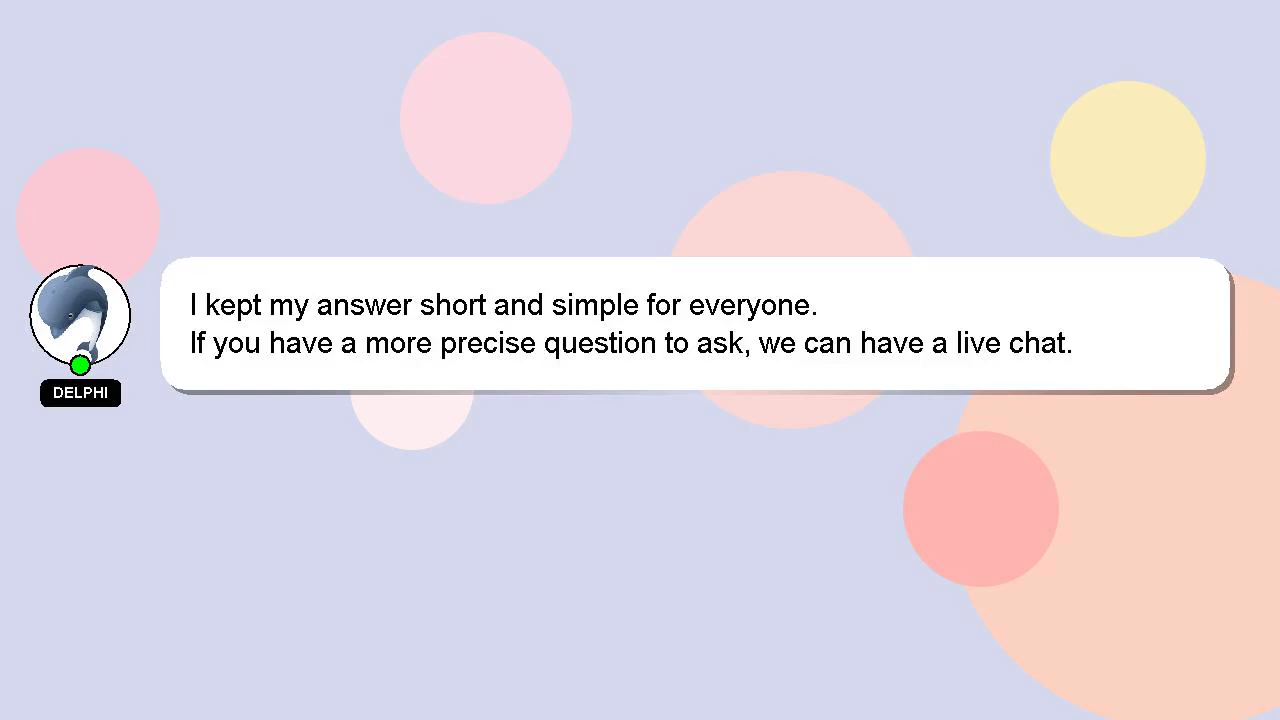 I kept my answer short and simple for everyone.
If you have a more precise question to ask, we can have a live chat.
DELPHI